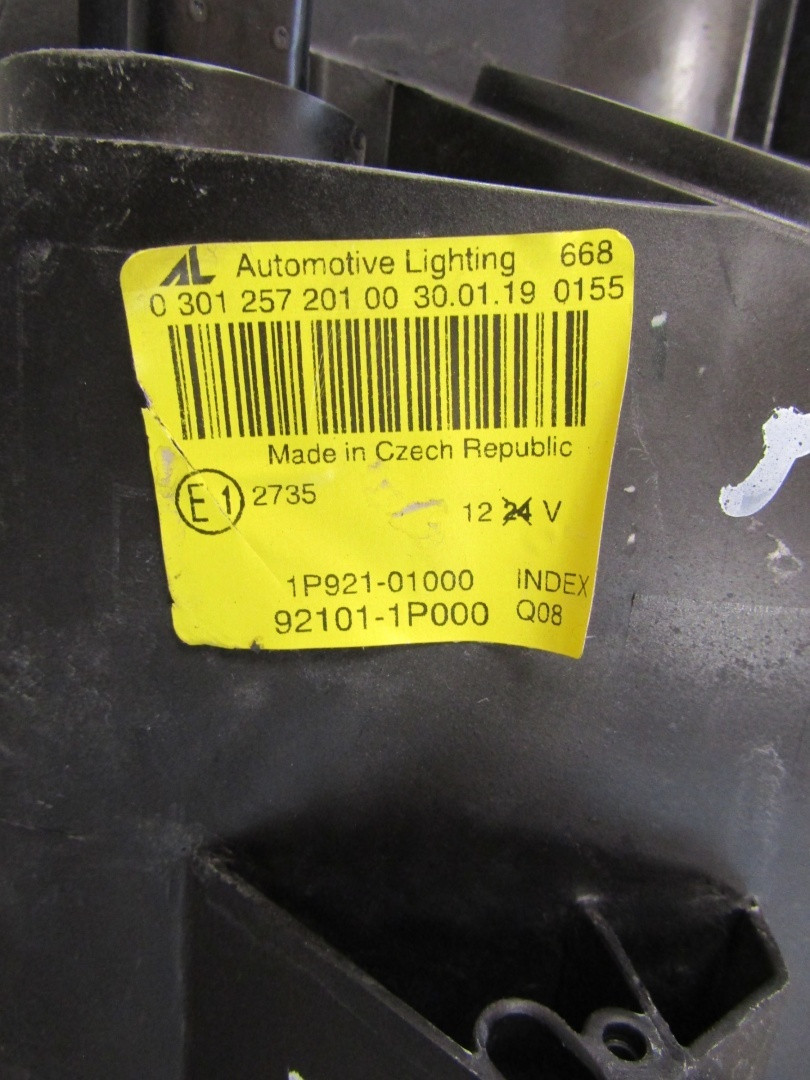 AL Automotive Lighting 668
0 301 257 201 00 30.01.19 0155
Made in Czech Republic
E1 2735
12 24 V
1P921-01000 INDEX
92101-1P000 Q08